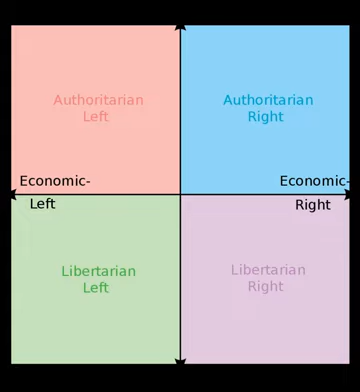 Authoritarian
Left
Authoritarian
Right
Economic-
Left
Economic-
Right
Libertarian
Left
Libertarian
Right